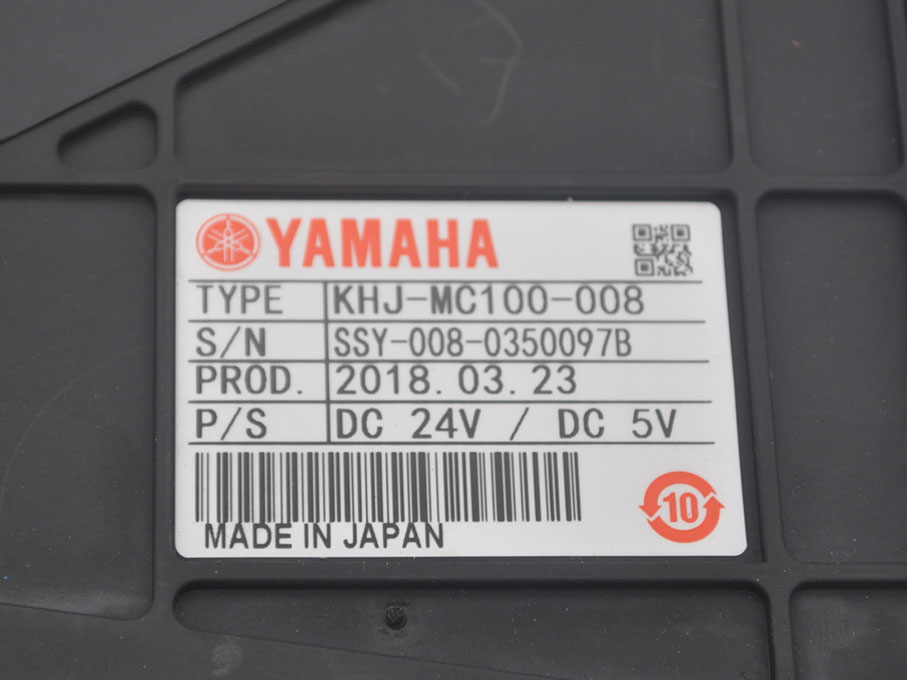 YAMAHA
TYPE KHJ-MC100-008
S/N SSY-008-0350097B
PROD. 2018.03.23
P/S DC 24V / DC 5V
MADE IN JAPAN
10